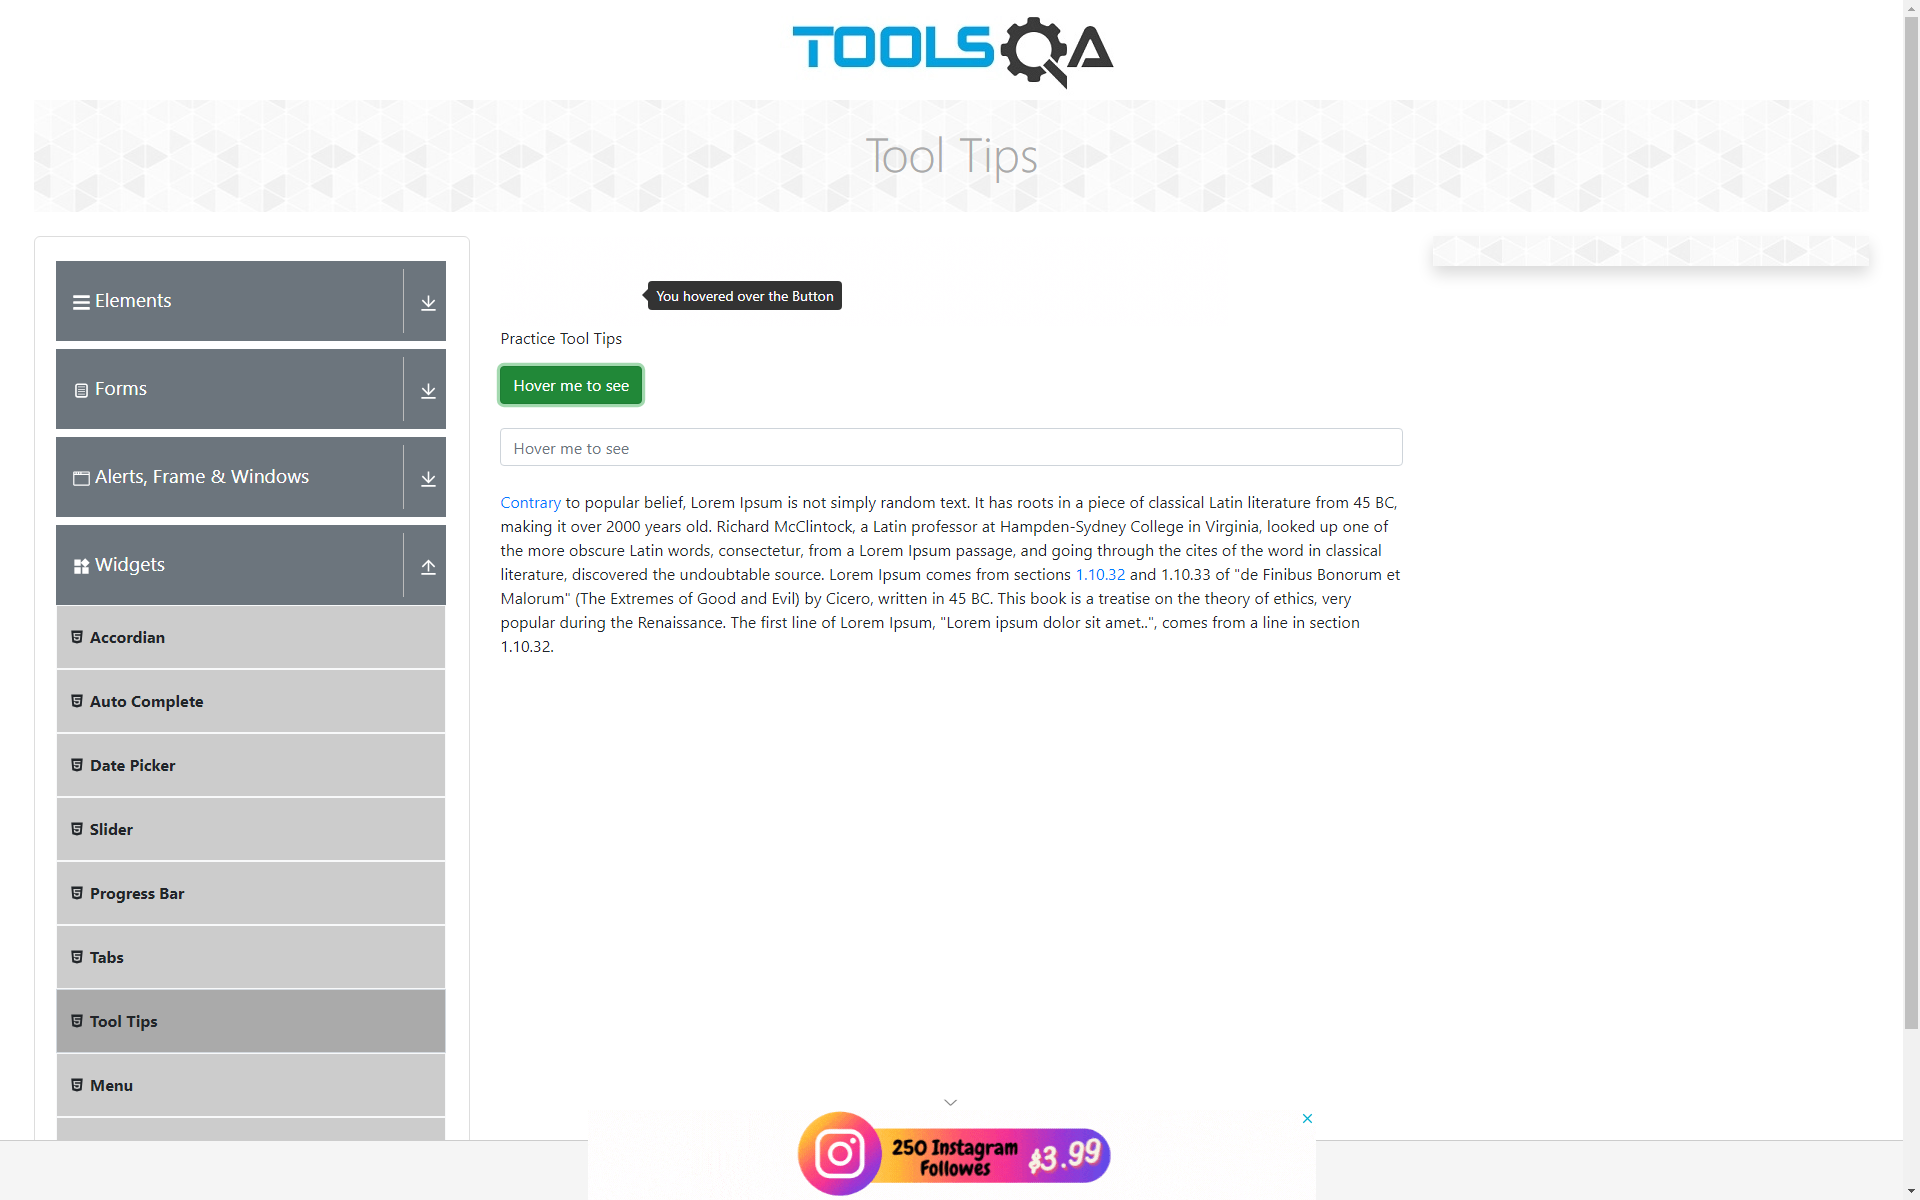 TOOLSQA
Tool Tips
Elements
Forms
Alerts, Frame & Windows
Widgets
Accordian
Auto Complete
Date Picker
Slider
Progress Bar
Tabs
Tool Tips
Menu
You hovered over the Button
Practice Tool Tips
Hover me to see
Hover me to see
Contrary to popular belief, Lorem Ipsum is not simply random text. It has roots in a piece of classical Latin literature from 45 BC,
making it over 2000 years old. Richard McClintock, a Latin professor at Hampden-Sydney College in Virginia, looked up one of
the more obscure Latin words, consectetur, from a Lorem Ipsum passage, and going through the cites of the word in classical
literature, discovered the undoubtable source. Lorem Ipsum comes from sections 1.10.32 and 1.10.33 of "de Finibus Bonorum et
Malorum" (The Extremes of Good and Evil) by Cicero, written in 45 BC. This book is a treatise on the theory of ethics, very
popular during the Renaissance. The first line of Lorem Ipsum, "Lorem ipsum dolor sit amet..", comes from a line in section
1.10.32.
250 Instagram
Followes
$3.99